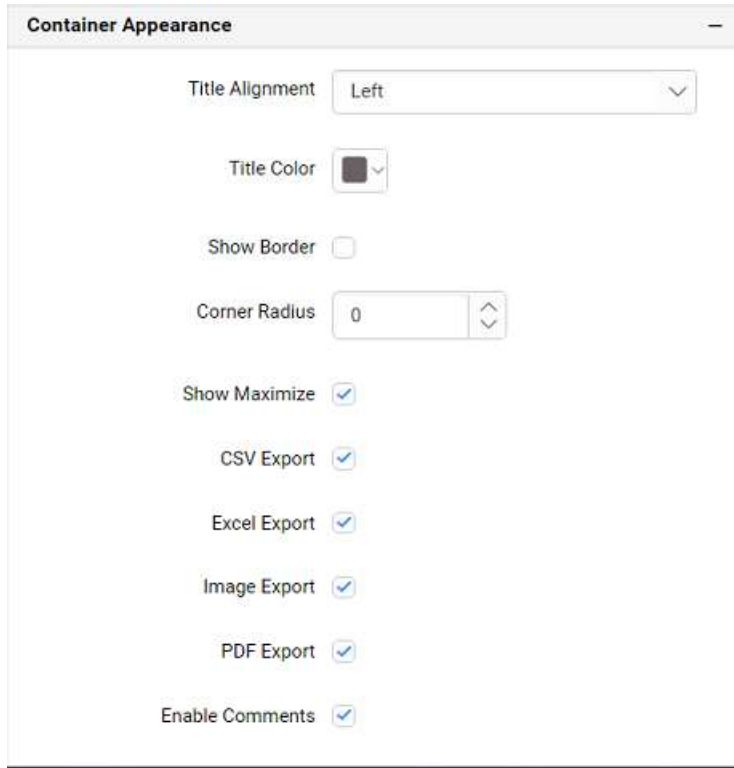 Container Appearance
Title Alignment Left
Title Color
Show Border
Corner Radius 0
Show Maximize
CSV Export
Excel Export
Image Export
PDF Export
Enable Comments